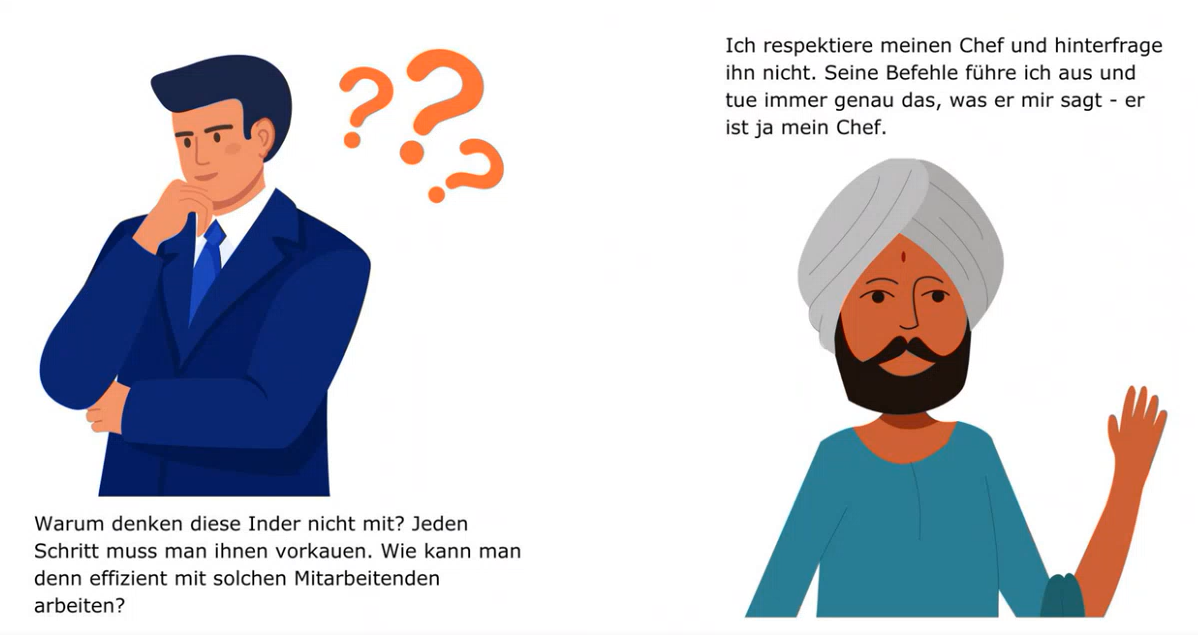 Ich respektiere meinen Chef und hinterfrage
ihn nicht. Seine Befehle führe ich aus und
tue immer genau das, was er mir sagt - er
ist ja mein Chef.
Warum denken diese Inder nicht mit? Jeden
Schritt muss man ihnen vorkauen. Wie kann man
denn effizient mit solchen Mitarbeitenden
arbeiten?